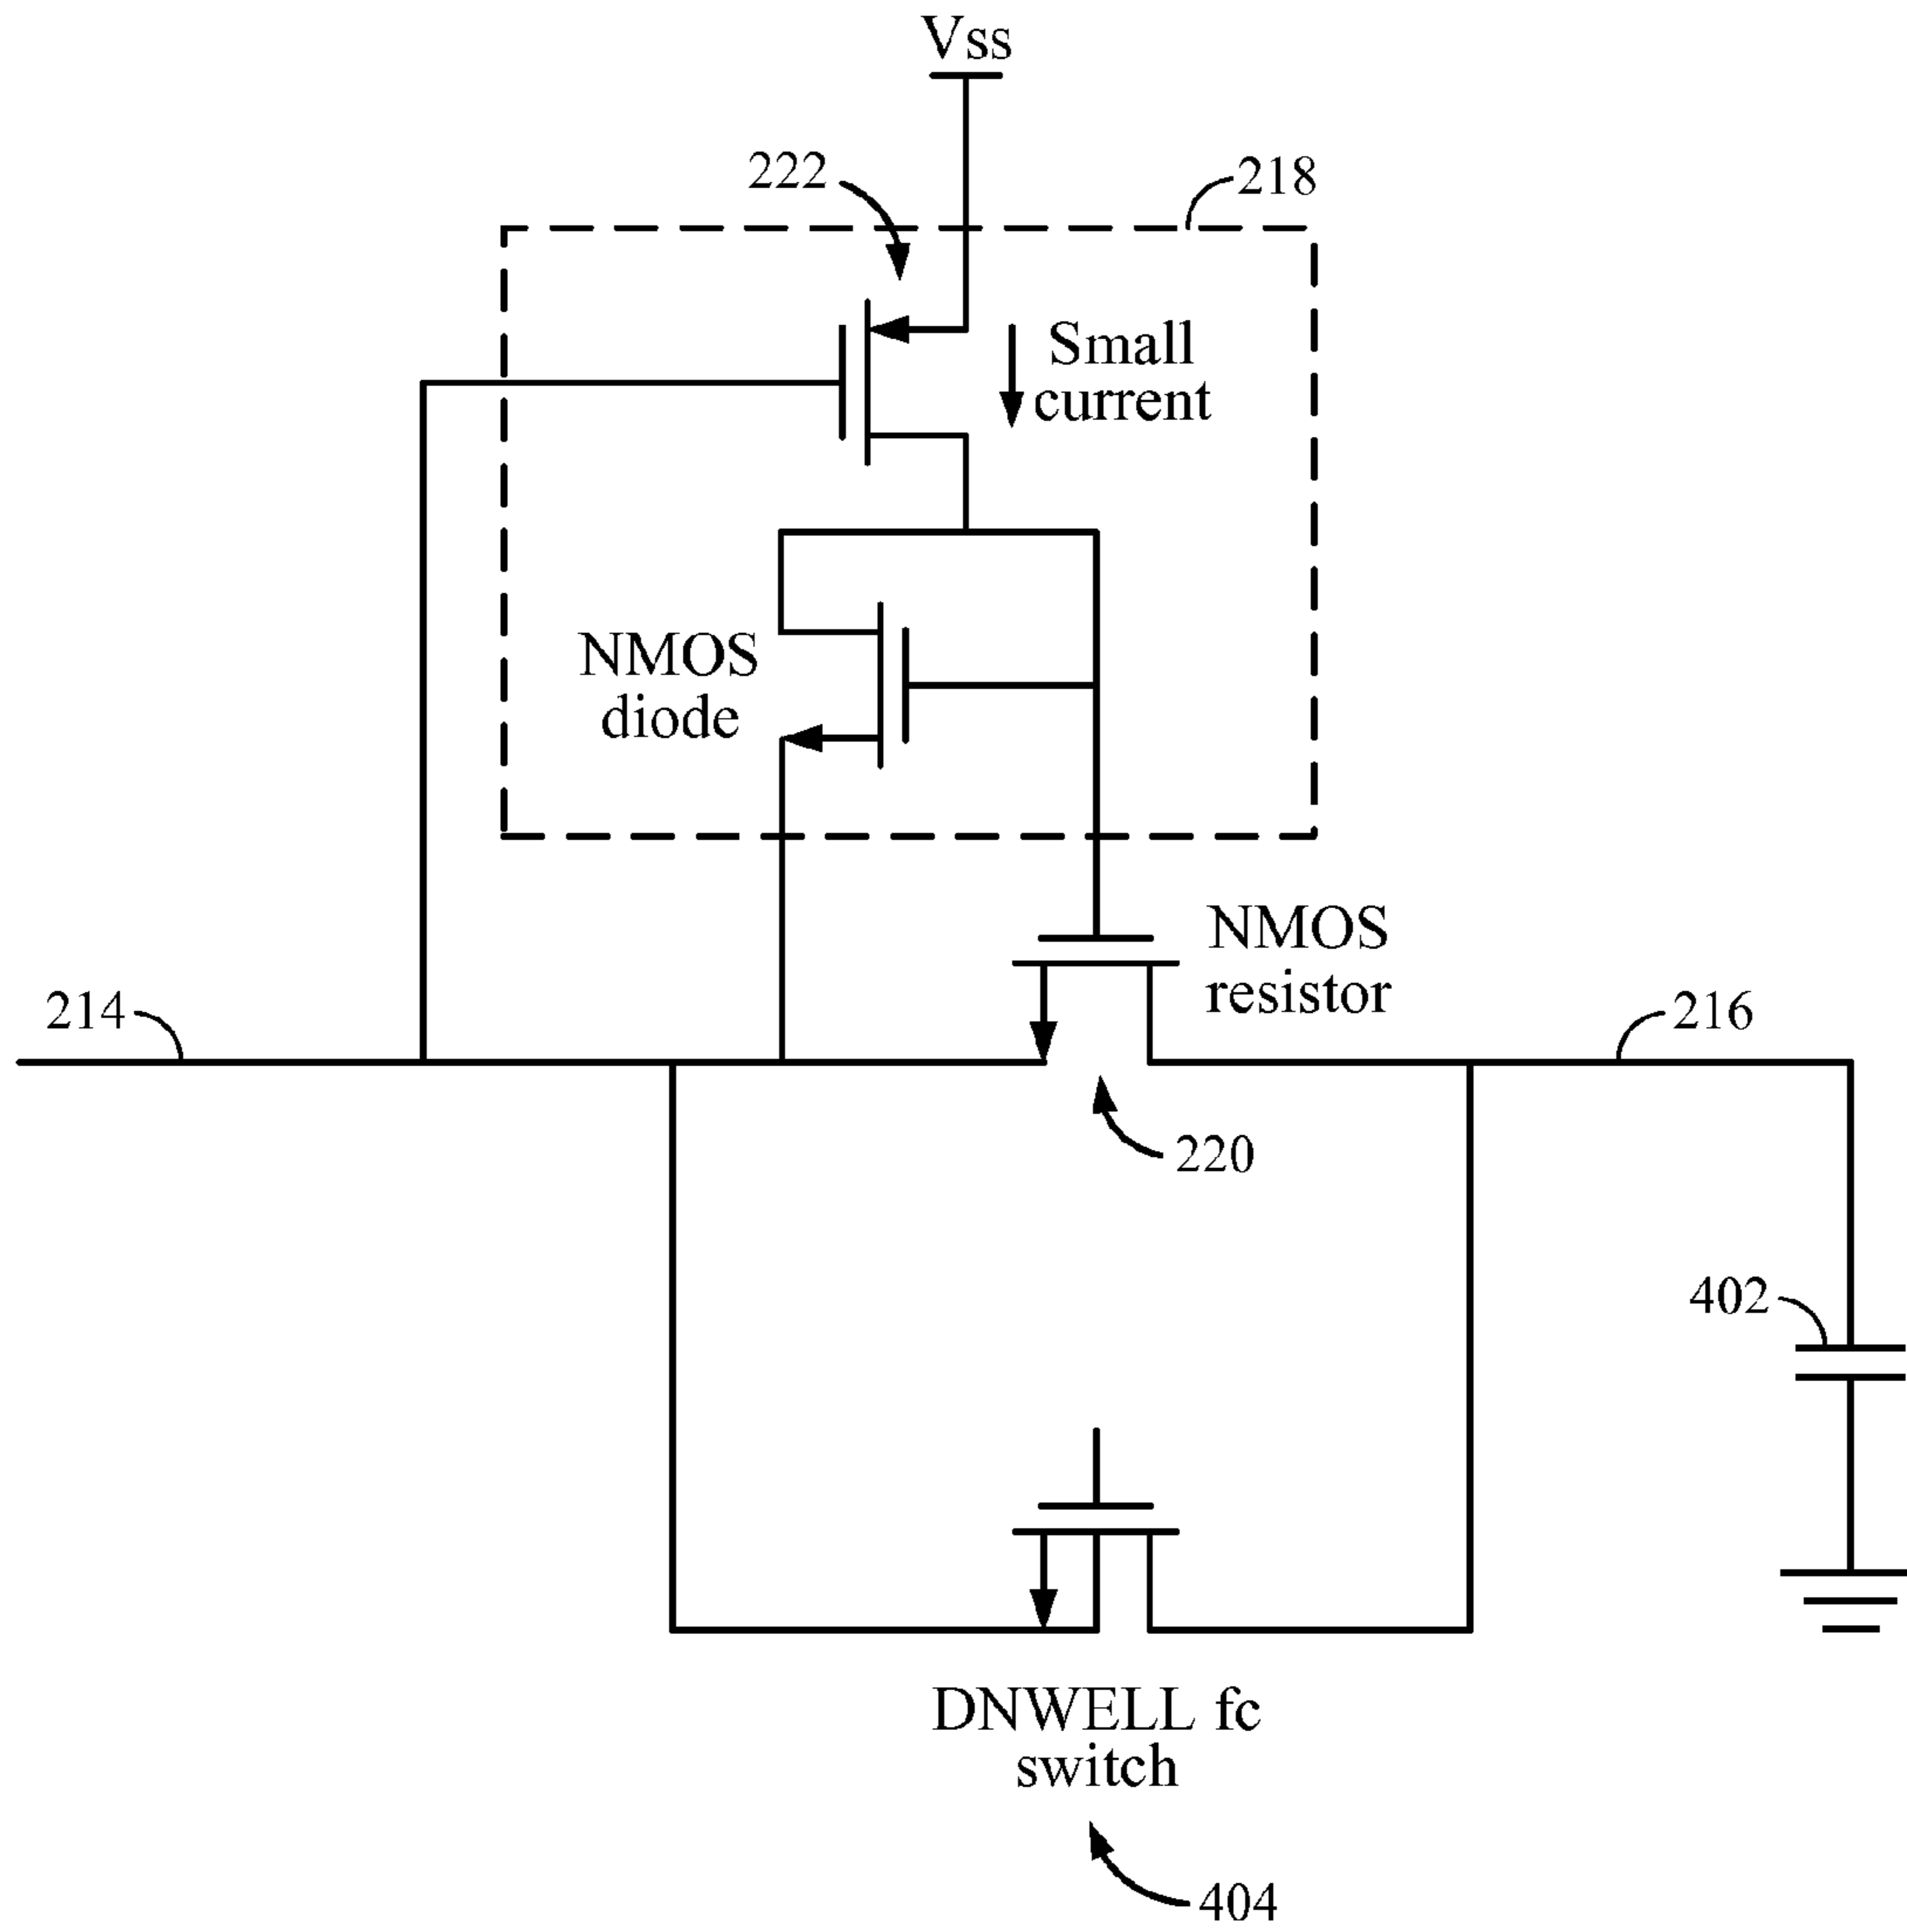 Vss
222
218
Small
current
NMOS
diode
NMOS
resistor
214
216
220
402
DNWELL fc
switch
404